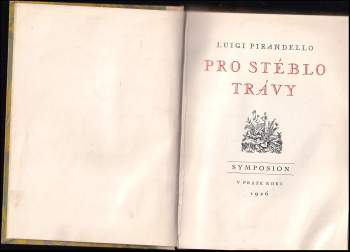 LUIGI PIRANDELLO
PRO STÉBLO
TRÁVY
SYMPOSION
V PRAZE ROKU
1926